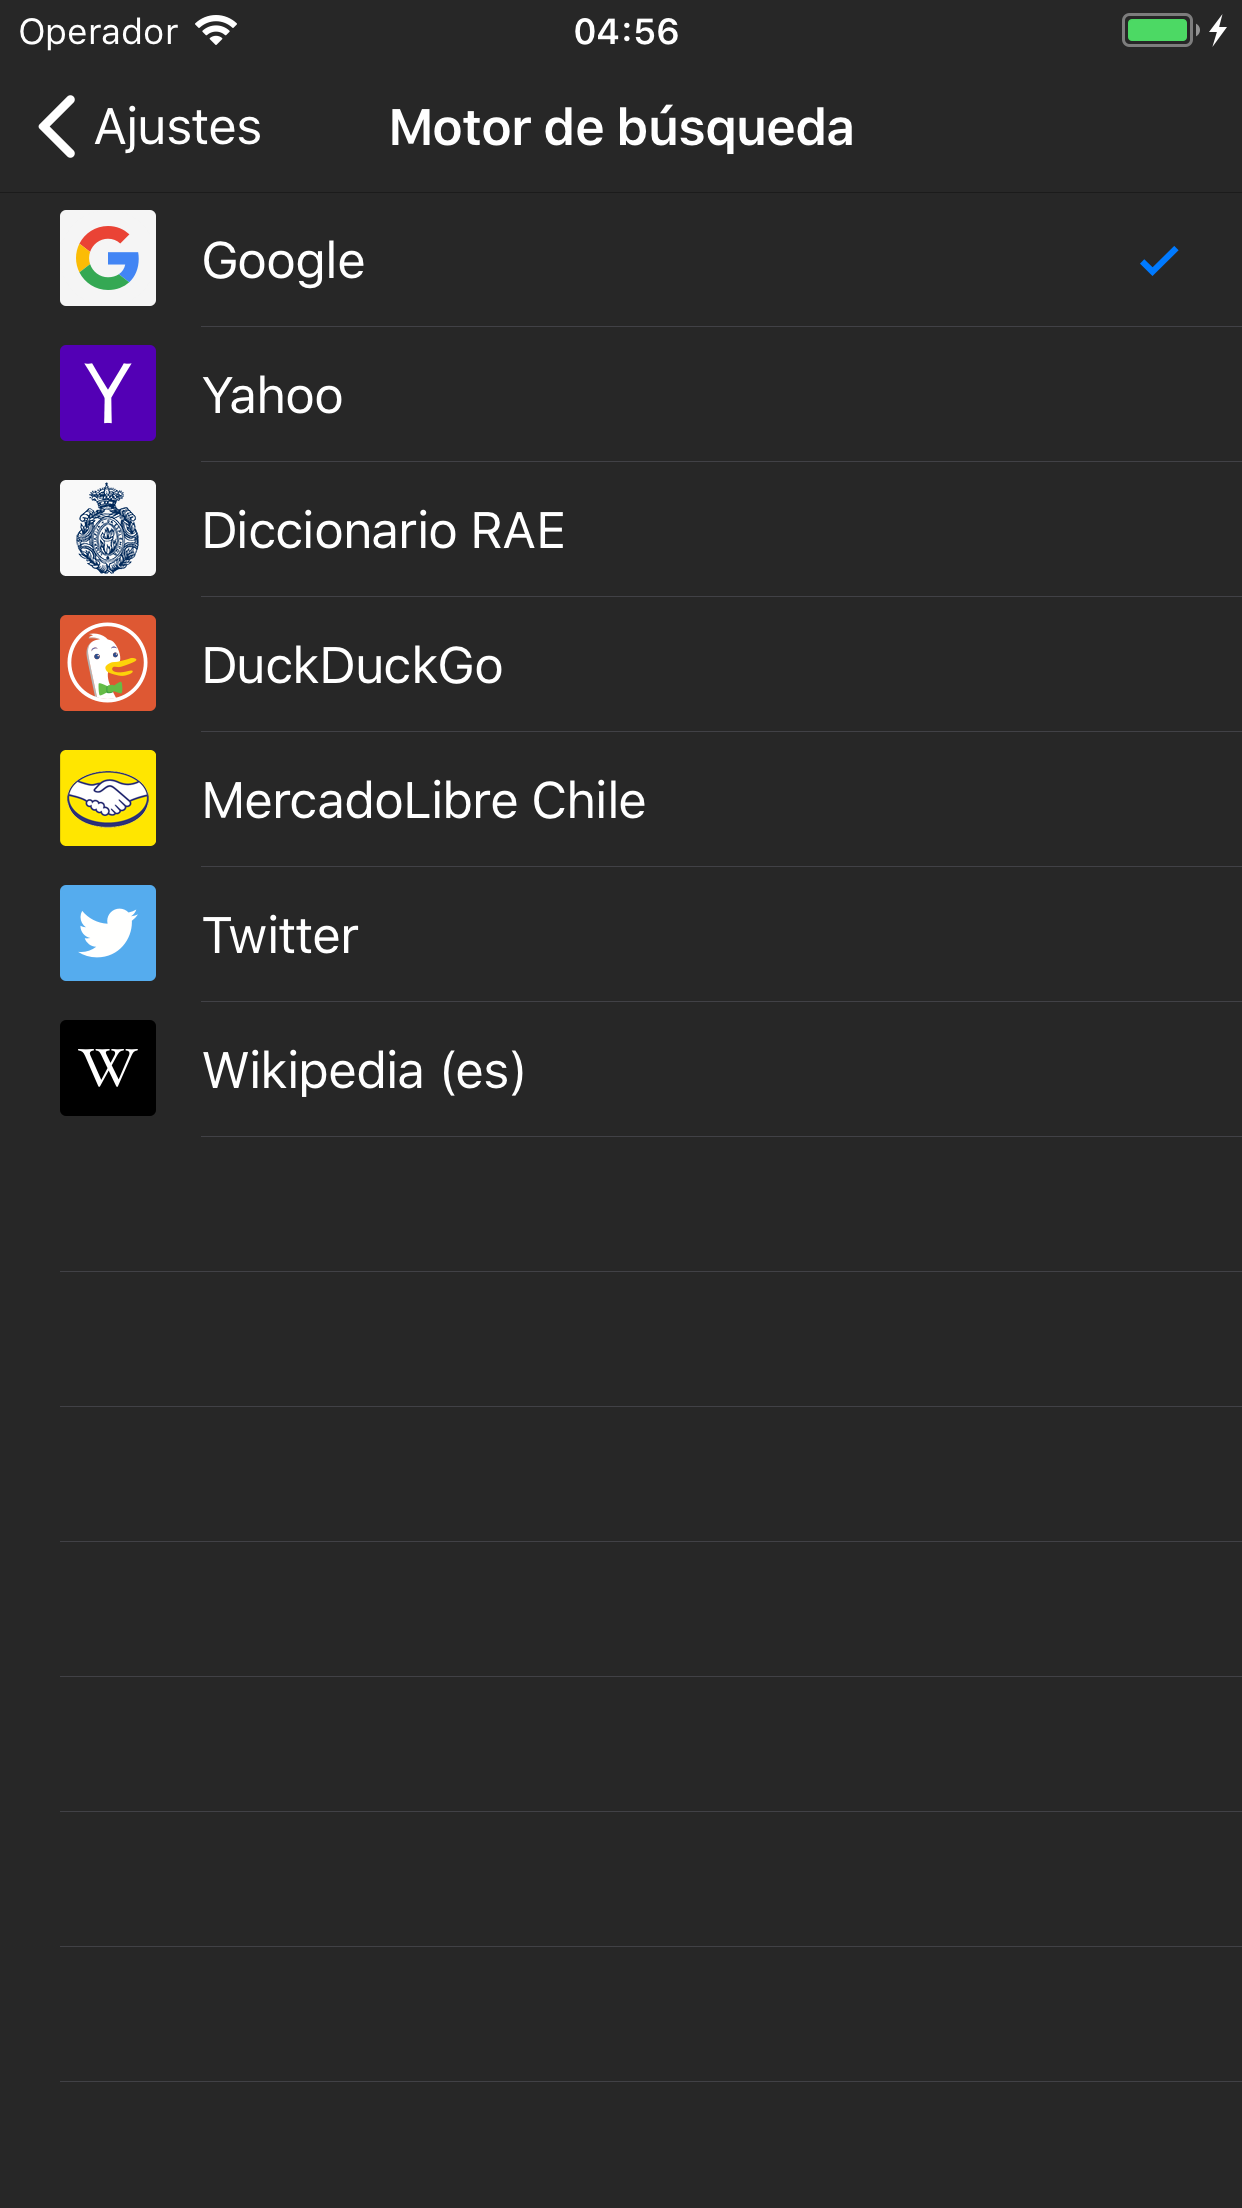 Operador 04:56
Ajustes Motor de búsqueda
Google
Yahoo
Diccionario RAE
DuckDuckGo
MercadoLibre Chile
Twitter
Wikipedia (es)